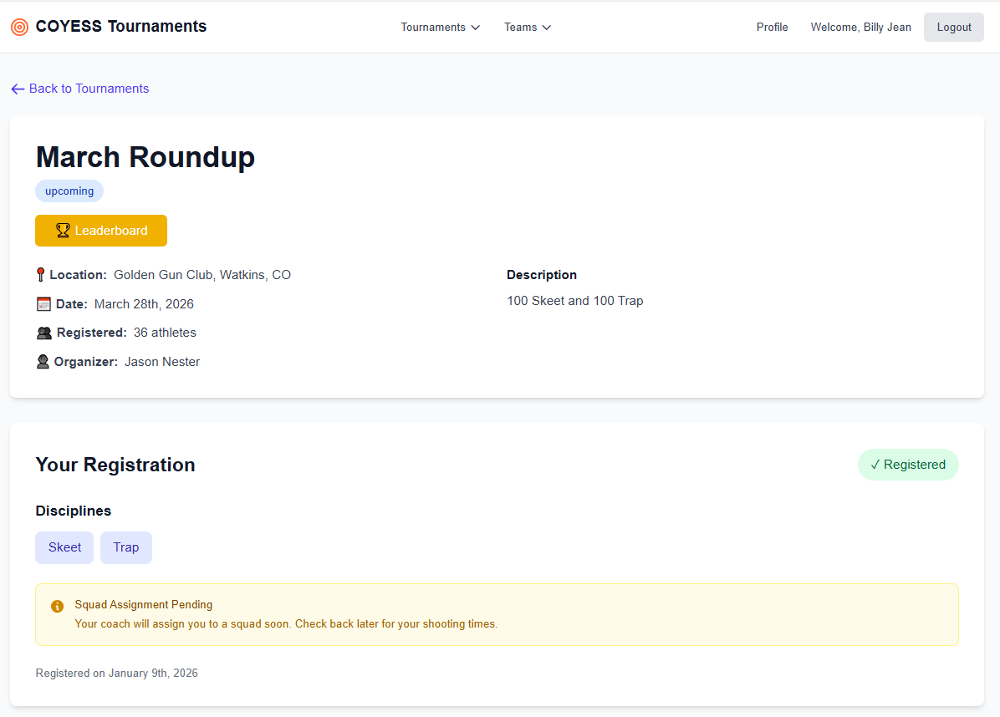 COYESS Tournaments
Tournaments
Teams
Profile
Welcome, Billy Jean
Logout
Back to Tournaments
March Roundup
upcoming
Leaderboard
Location: Golden Gun Club, Watkins, CO
Date: March 28th, 2026
Registered: 36 athletes
Organizer: Jason Nester
Description
100 Skeet and 100 Trap
Your Registration
✓ Registered
Disciplines
Skeet
Trap
Squad Assignment Pending
Your coach will assign you to a squad soon. Check back later for your shooting times.
Registered on January 9th, 2026